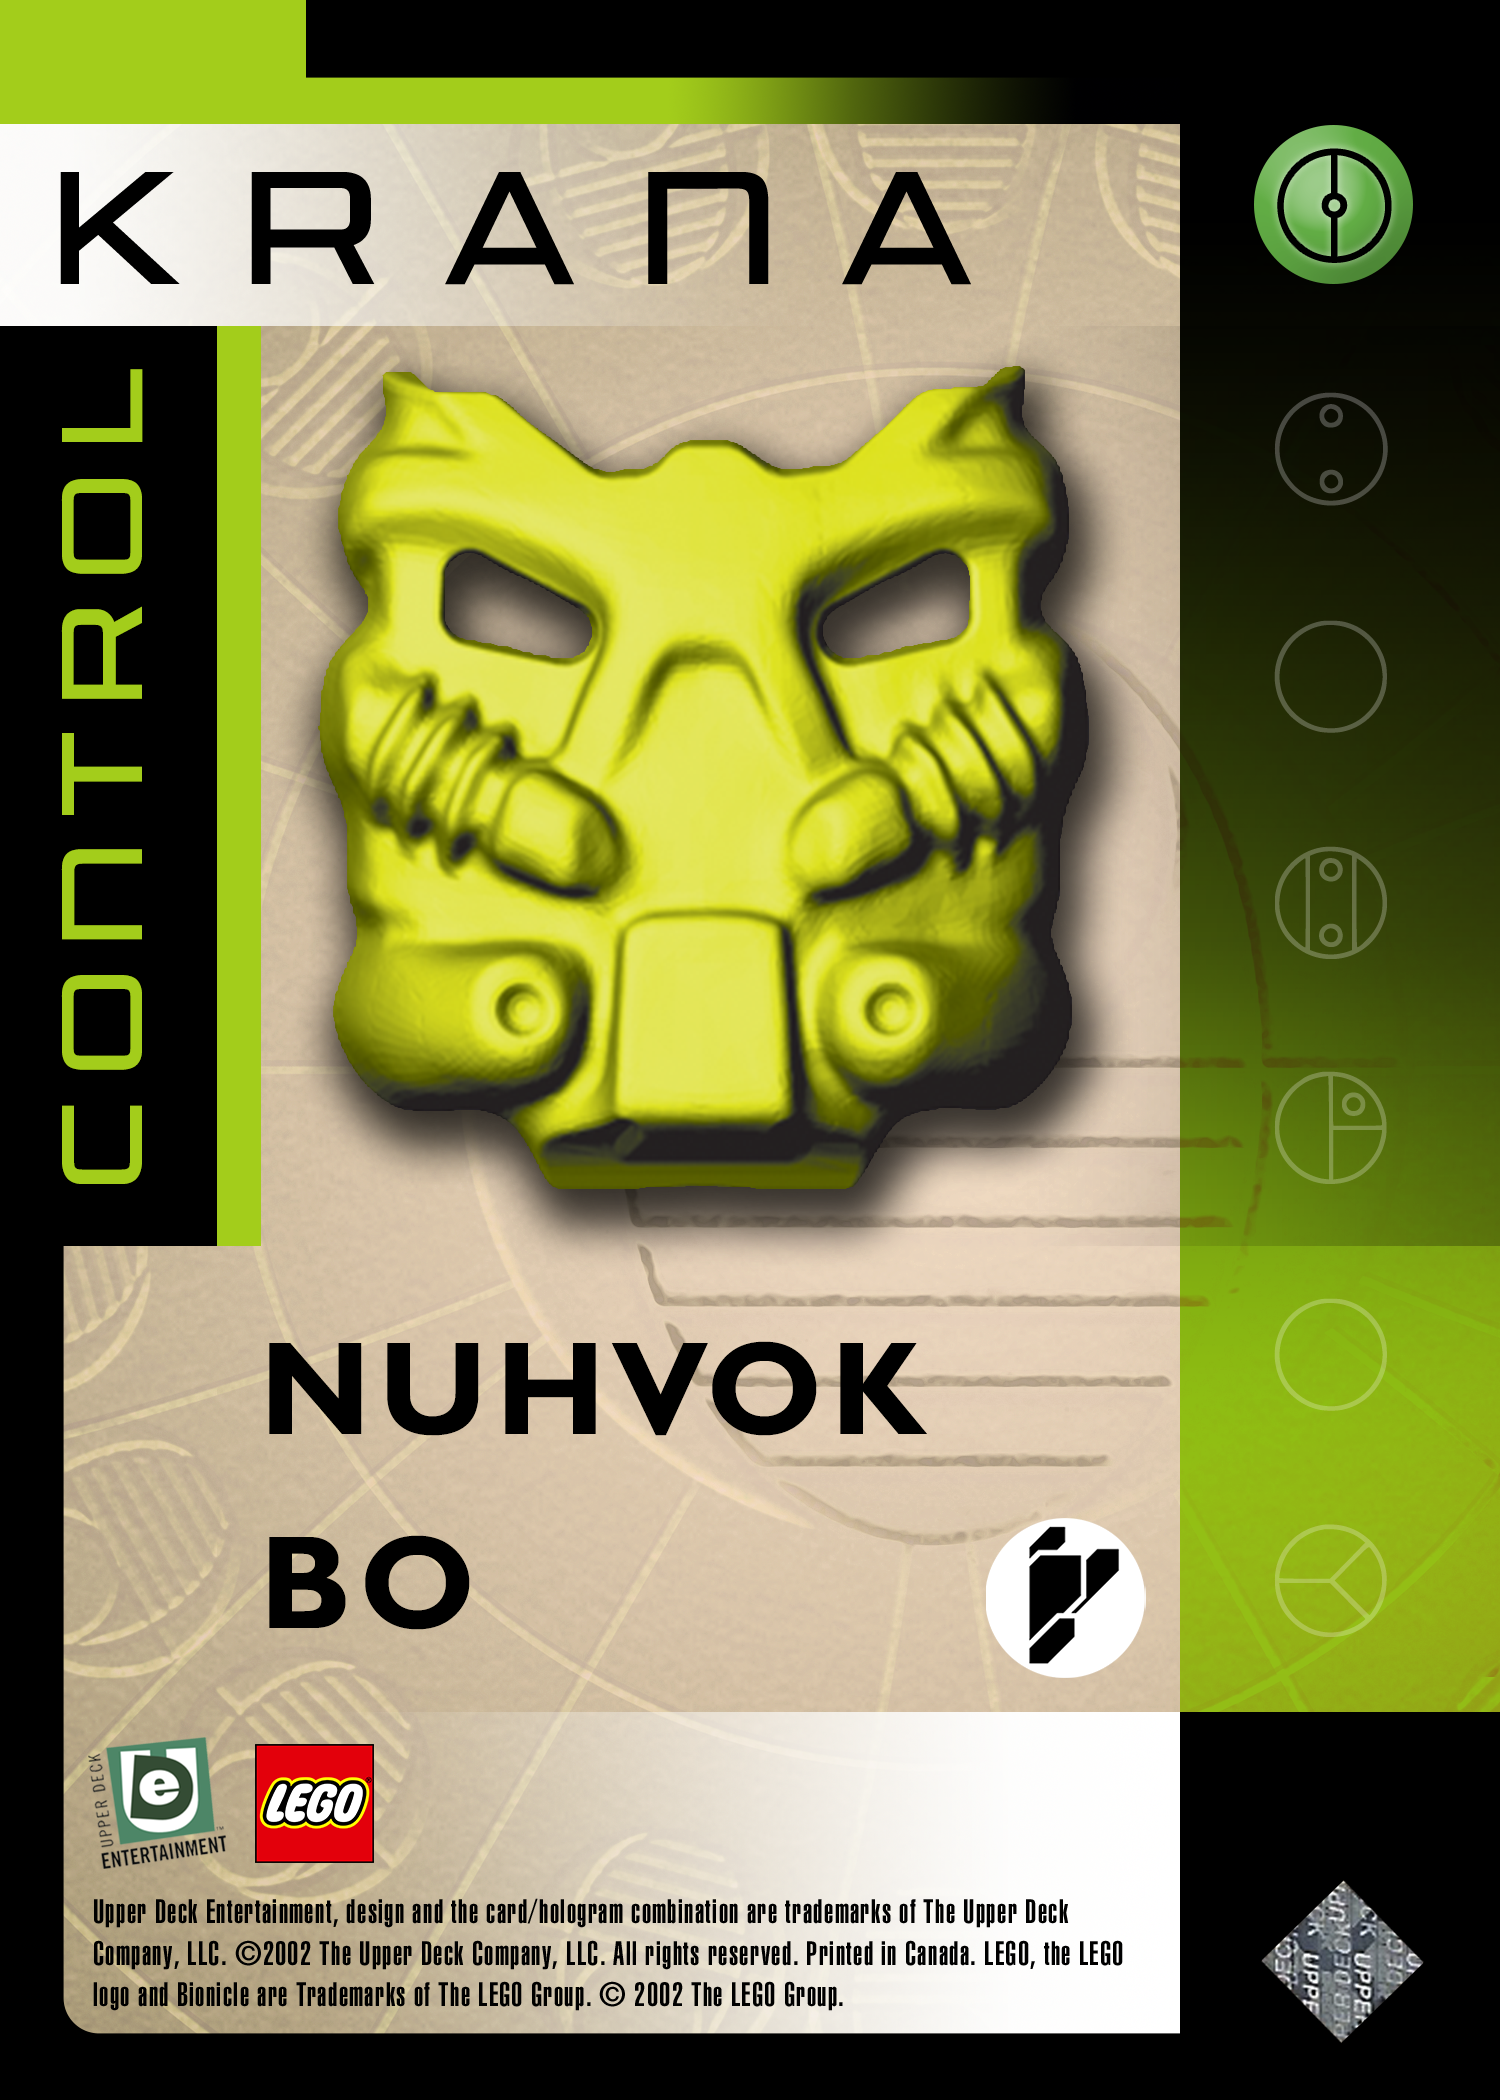 KRANA
CONTROL
NUHVOK
BO
UPPER DECK
UDe
ENTERTAINMENT™
LEGO
Upper Deck Entertainment, design and the card/hologram combination are trademarks of The Upper Deck
Company, LLC. ©2002 The Upper Deck Company, LLC. All rights reserved. Printed in Canada. LEGO, the LEGO
logo and Bionicle are Trademarks of The LEGO Group. © 2002 The LEGO Group.